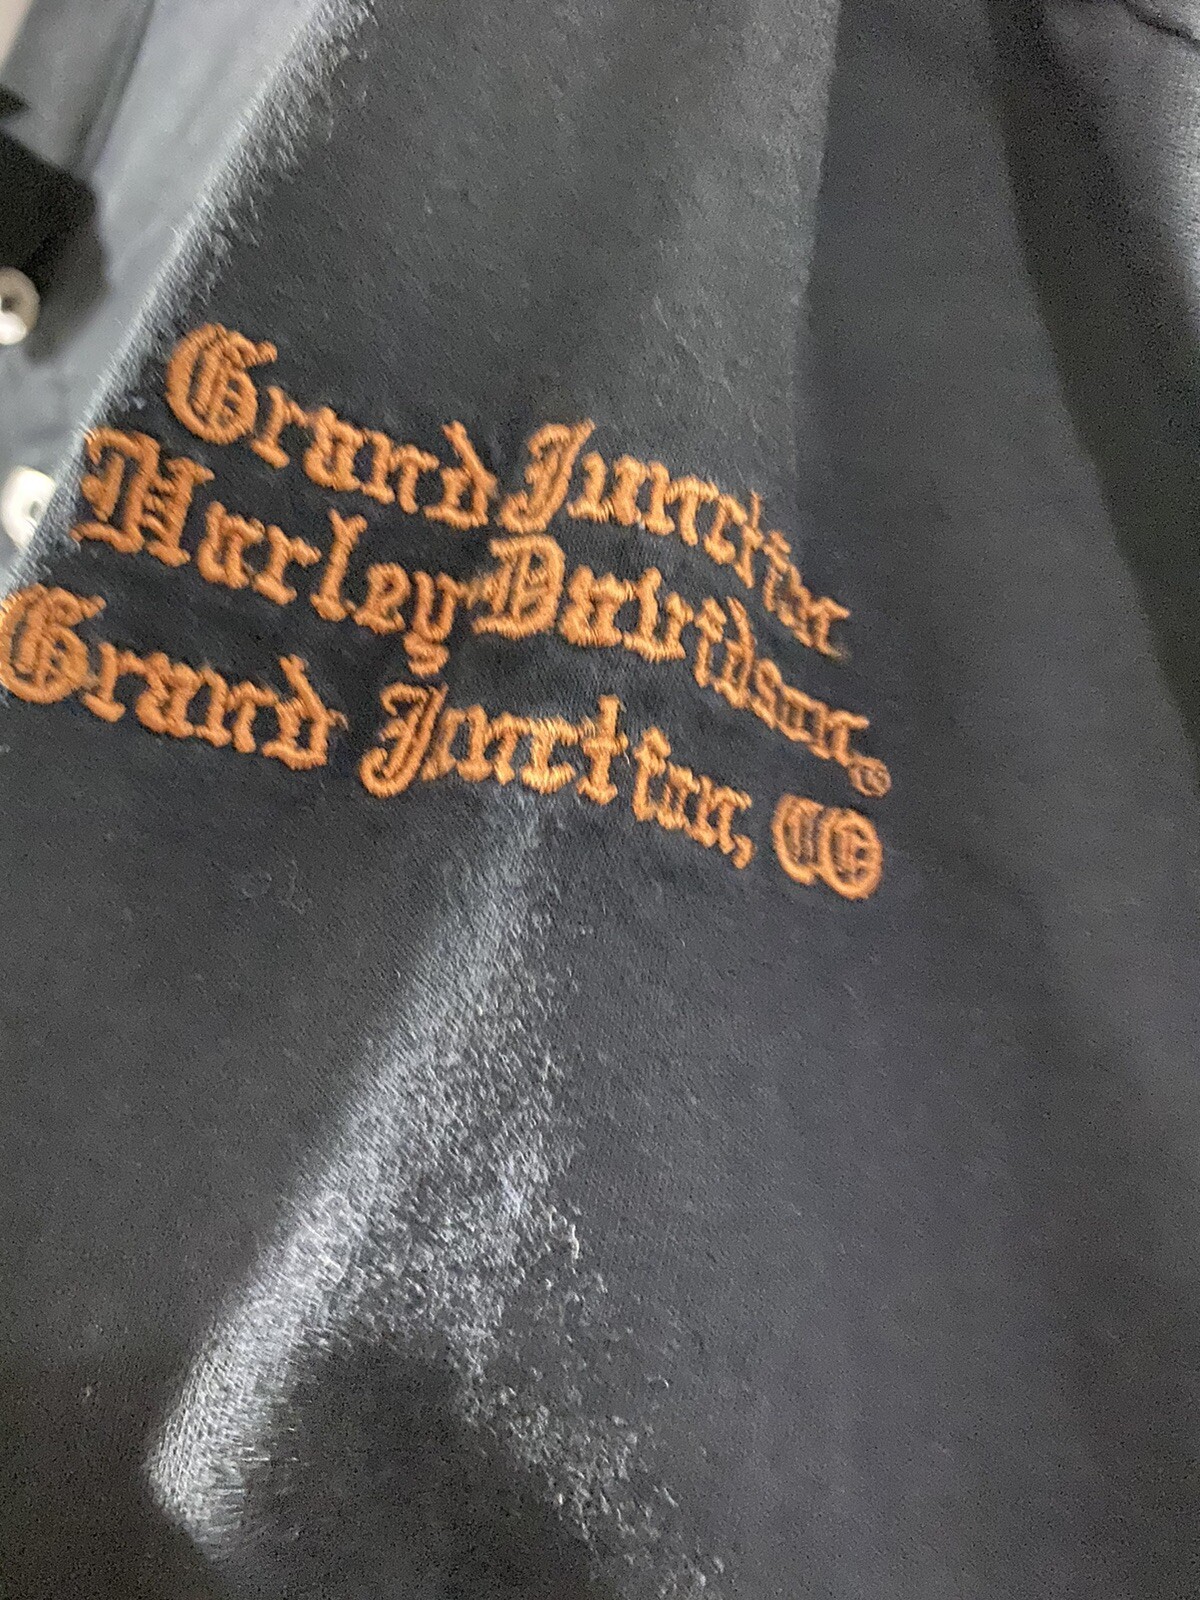 Grand Junction
Harley-Davidson®
Grand Junction, CO